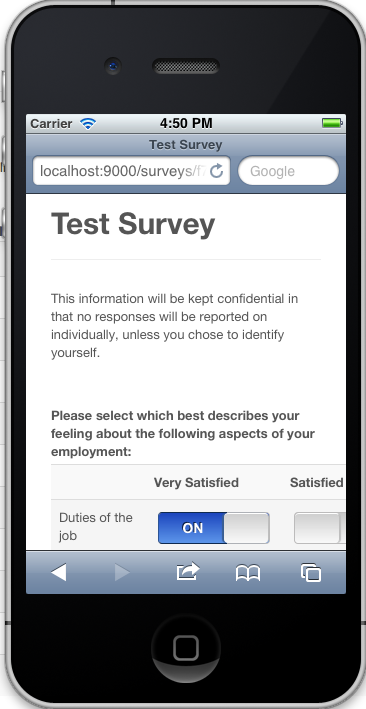 Carrier 4:50 PM
Test Survey
localhost:9000/surveys/f7 Google
Test Survey
This information will be kept confidential in
that no responses will be reported on
individually, unless you chose to identify
yourself.
Please select which best describes your
feeling about the following aspects of your
employment:
Very Satisfied Satisfied
Duties of the
job
ON